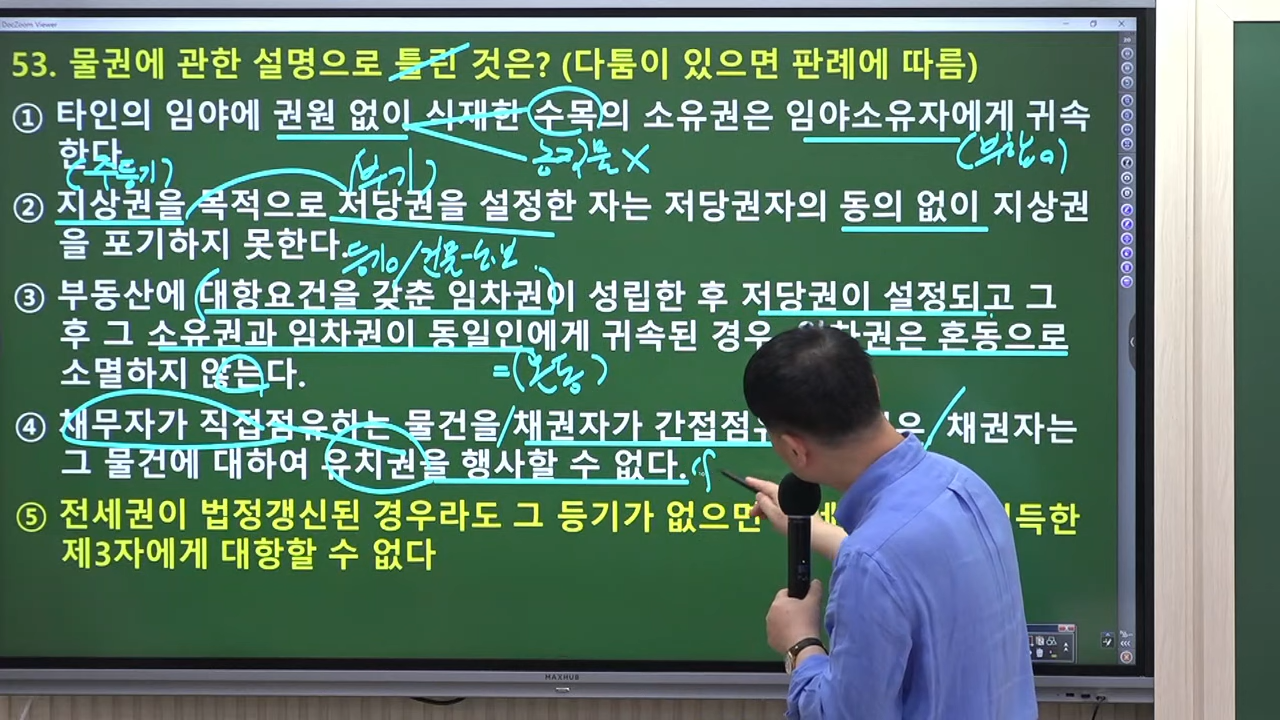 DocZoom Viewer
53. 물권에 관한 설명으로 틀린 것은? (다툼이 있으면 판례에 따름)
① 타인의 임야에 권원 없이 식재한 수목의 소유권은 임야소유자에게 귀속
한다.
농작물 X
(부합이)
(주등기)
(부기)
② 지상권을 목적으로 저당권을 설정한 자는 저당권자의 동의 없이 지상권
을 포기하지 못한다.
③ 부동산에 대항요건을 갖춘 임차권이 성립한 후 저당권이 설정되고 그
후 그 소유권과 임차권이 동일인에게 귀속된 경우 은 혼동으로
소멸하지 않는다.
=(혼동)
④ 채무자가 직접점유하는 물건을 채권자가 간접점 채권자는
그 물건에 대하여 유치권을 행사할 수 없다.
⑤ 전세권이 법정갱신된 경우라도 그 등기가 없으면 득한
제3자에게 대항할 수 없다
MAXHUB